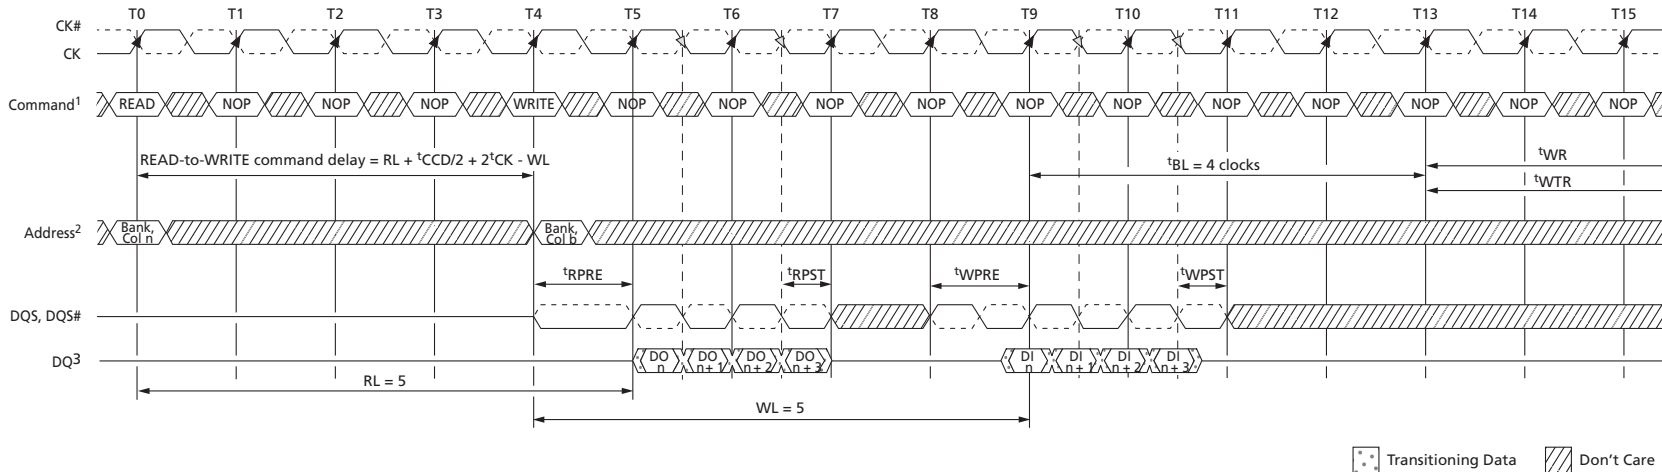 T0 T1 T2 T3 T4 T5 T6 T7 T8 T9 T10 T11 T12 T13 T14 T15
CK#
CK
Command1 READ NOP NOP NOP WRITE NOP NOP NOP NOP NOP NOP NOP NOP NOP NOP NOP
READ-to-WRITE command delay = RL + tCCD/2 + 2tCK - WL
tBL = 4 clocks
tWR
tWTR
Address2 Bank, Col n Bank, Col b
tRPRE tRPST tWPRE tWPST
DQS, DQS#
DQ3 DO n DO n + 1 DO n + 2 DO n + 3 DI n DI n + 1 DI n + 2 DI n + 3
RL = 5
WL = 5
Transitioning Data Don't Care